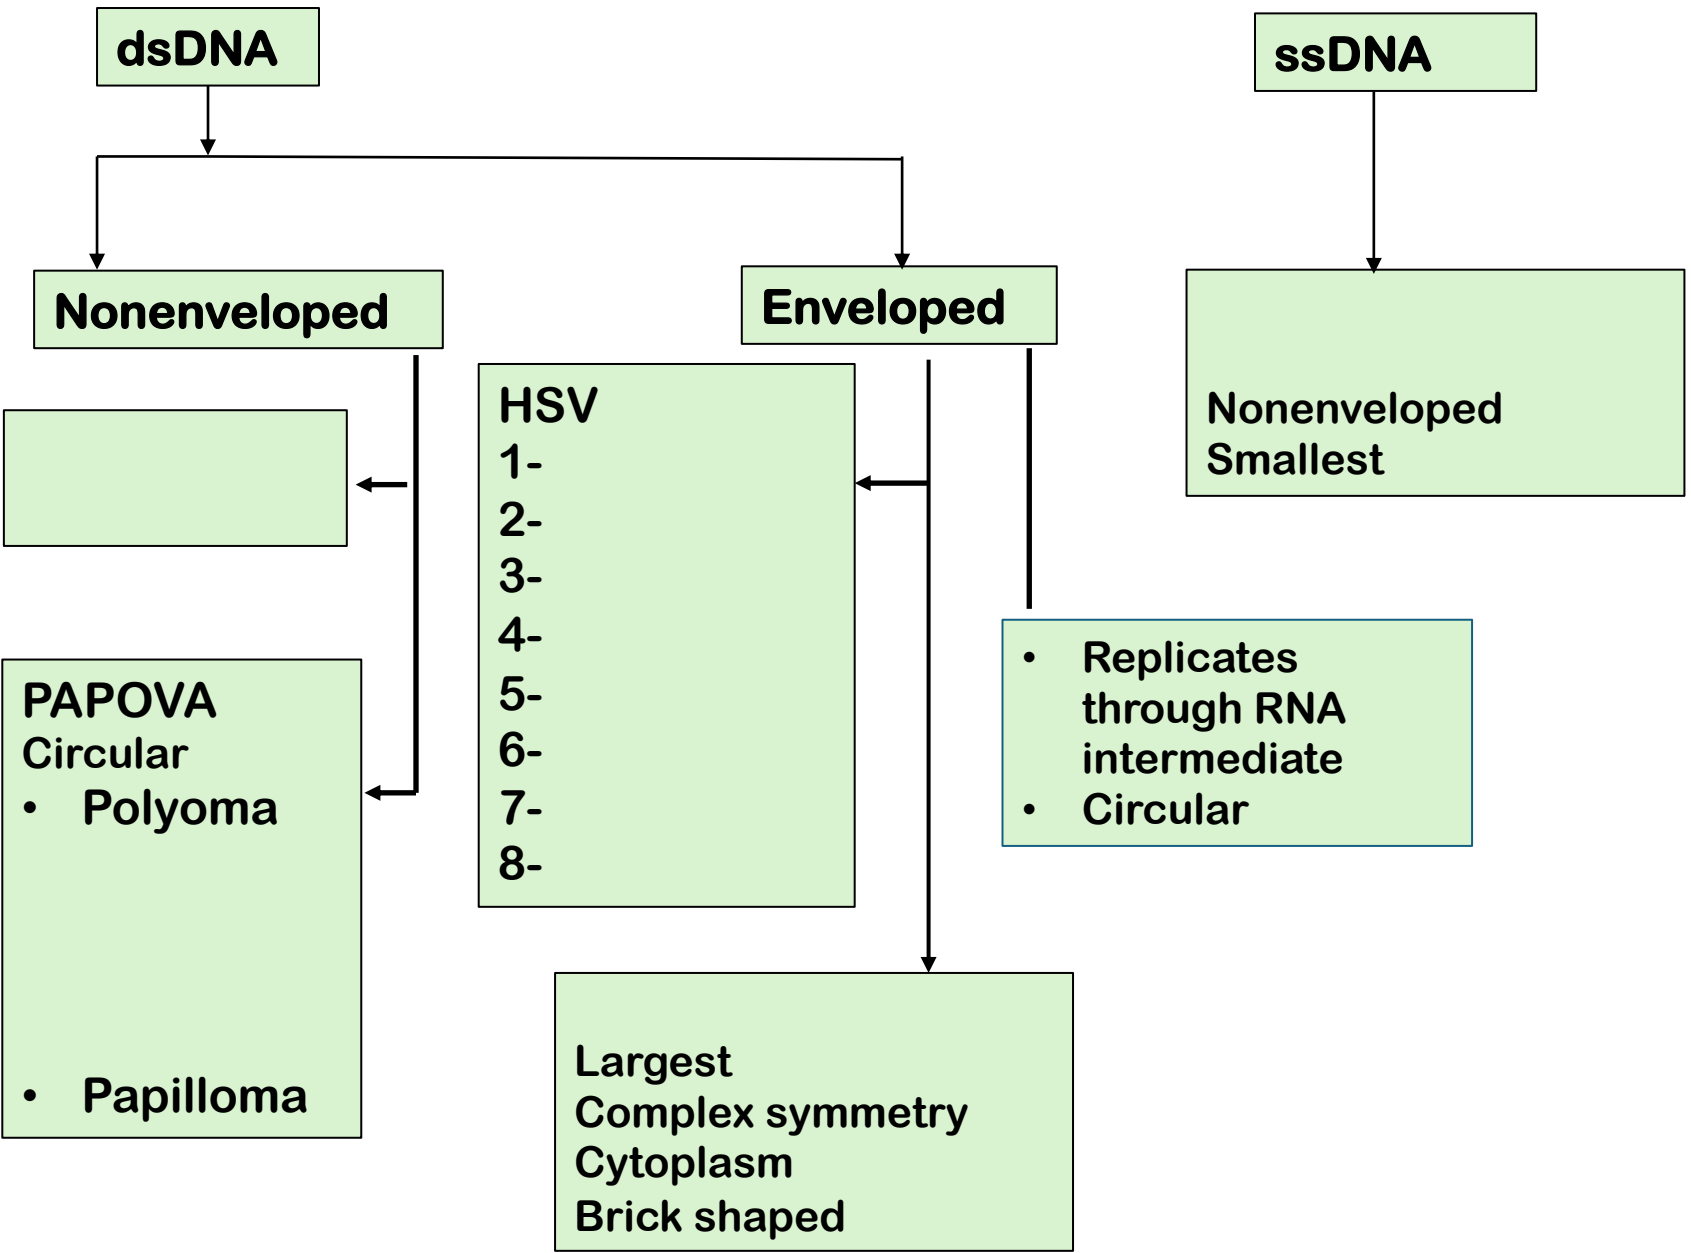 dsDNA
ssDNA
Nonenveloped
Enveloped
Nonenveloped
Smallest
HSV
1-
2-
3-
4-
5-
6-
7-
8-
• Replicates
through RNA
intermediate
• Circular
PAPOVA
Circular
• Polyoma
• Papilloma
Largest
Complex symmetry
Cytoplasm
Brick shaped